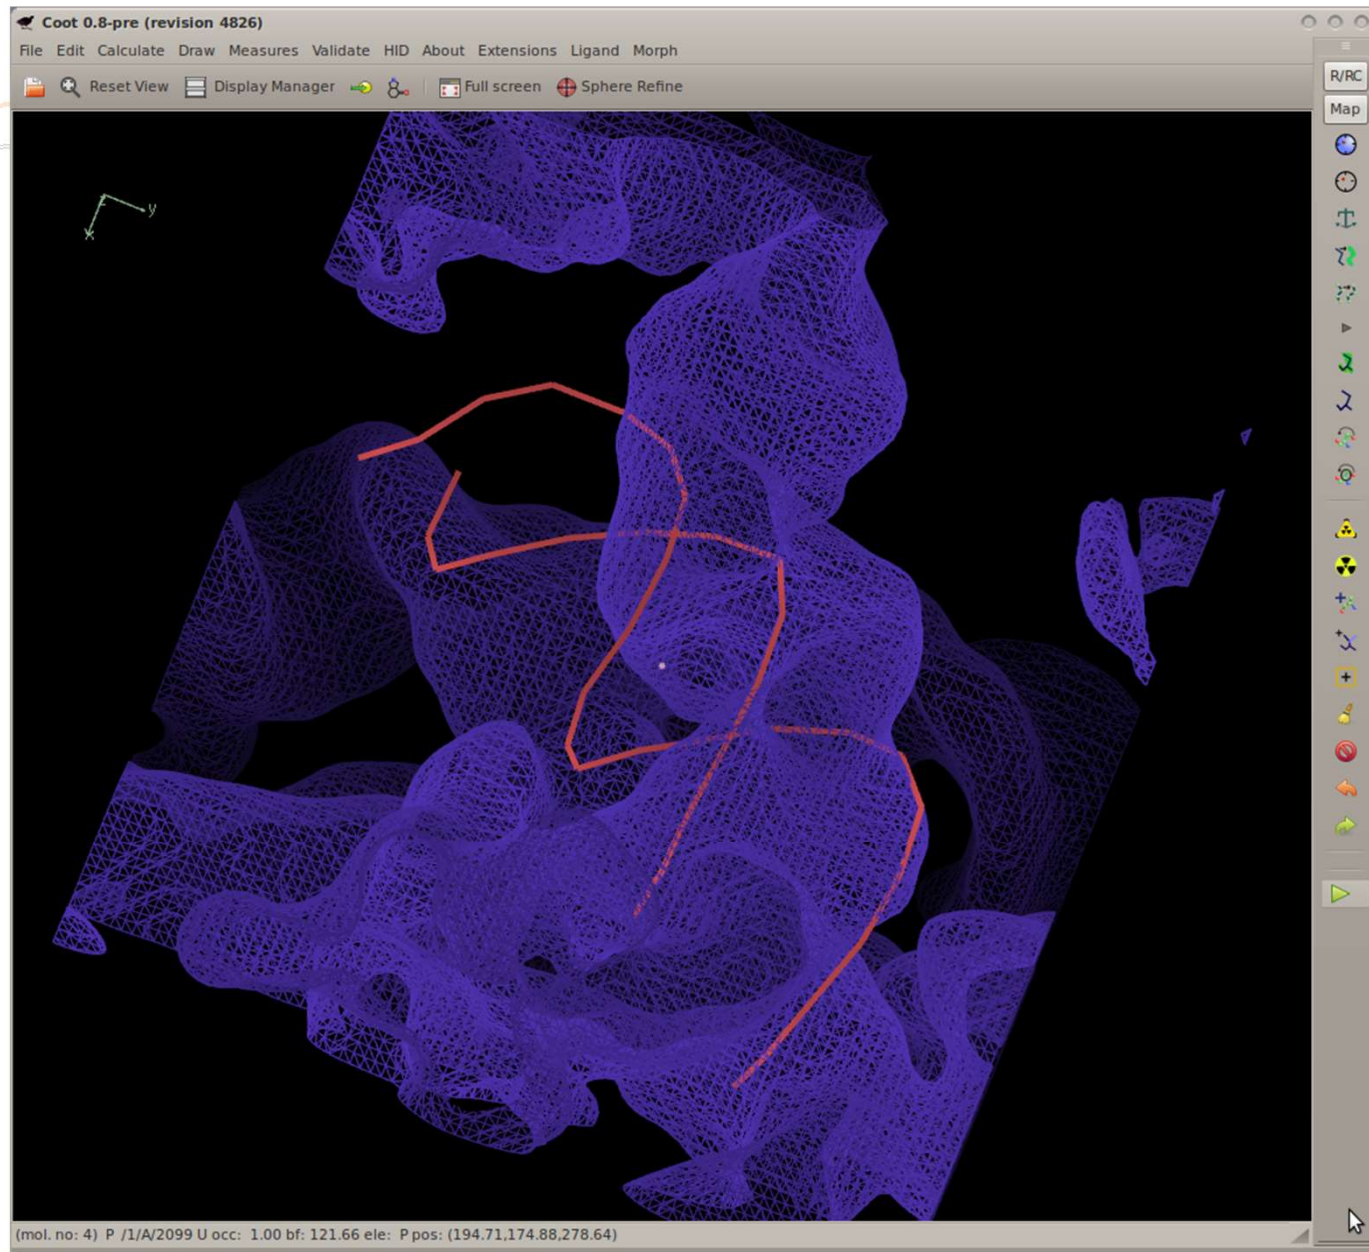 Coot 0.8-pre (revision 4826)
File Edit Calculate Draw Measures Validate HID About Extensions Ligand Morph
Reset View Display Manager Full screen Sphere Refine
R/RC
Map
y
x
(mol. no: 4) P /1/A/2099 U occ: 1.00 bf: 121.66 ele: P pos: (194.71,174.88,278.64)